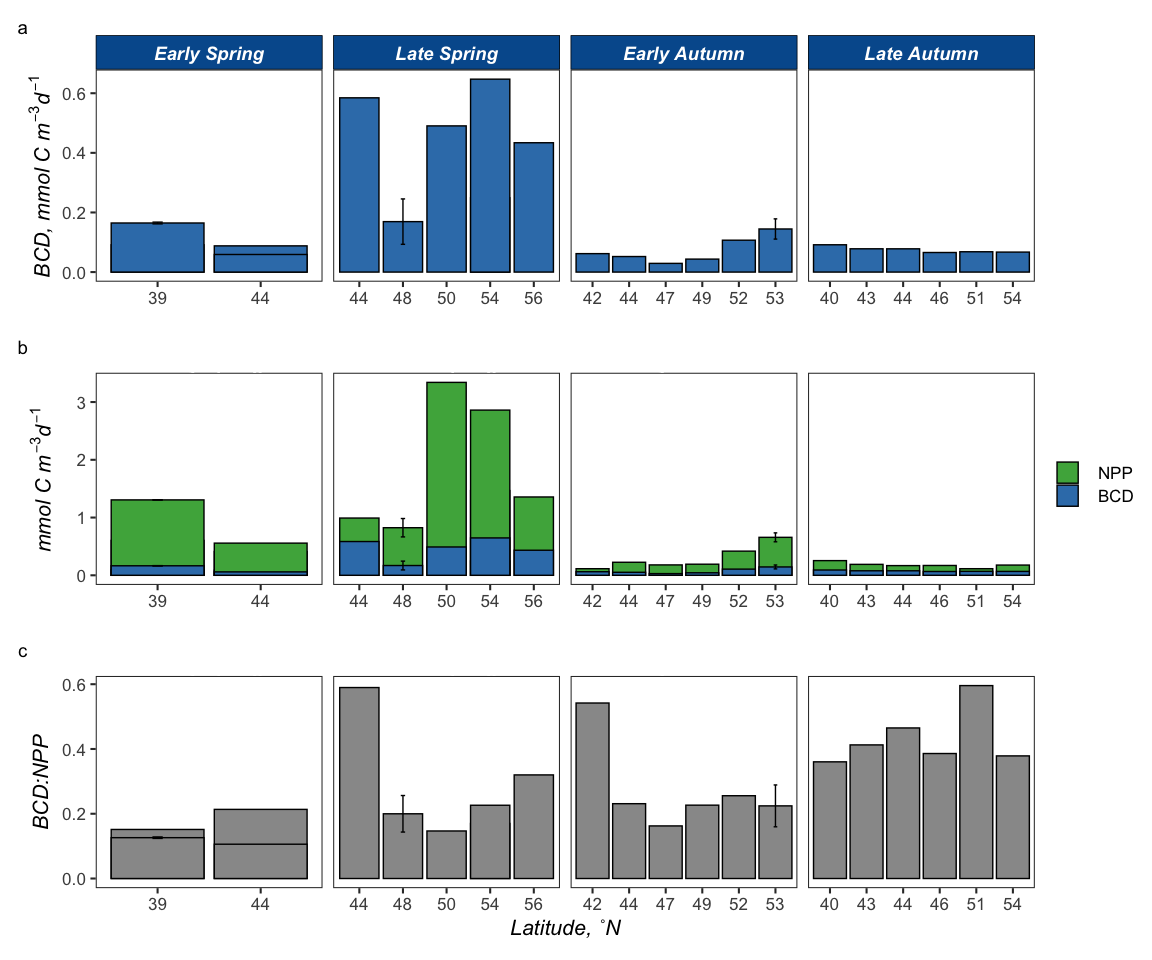 a
Early Spring Late Spring Early Autumn Late Autumn
BCD, mmol C m⁻³d⁻¹
0.6
0.4
0.2
0.0
39 44 44 48 50 54 56 42 44 47 49 52 53 40 43 44 46 51 54
b
mmol C m⁻³d⁻¹
3
2
1
0
39 44 44 48 50 54 56 42 44 47 49 52 53 40 43 44 46 51 54
NPP
BCD
c
BCD:NPP
0.6
0.4
0.2
0.0
39 44 44 48 50 54 56 42 44 47 49 52 53 40 43 44 46 51 54
Latitude, ˚N